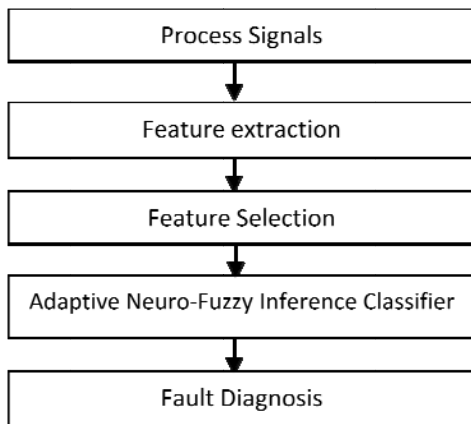 Process Signals
Feature extraction
Feature Selection
Adaptive Neuro-Fuzzy Inference Classifier
Fault Diagnosis